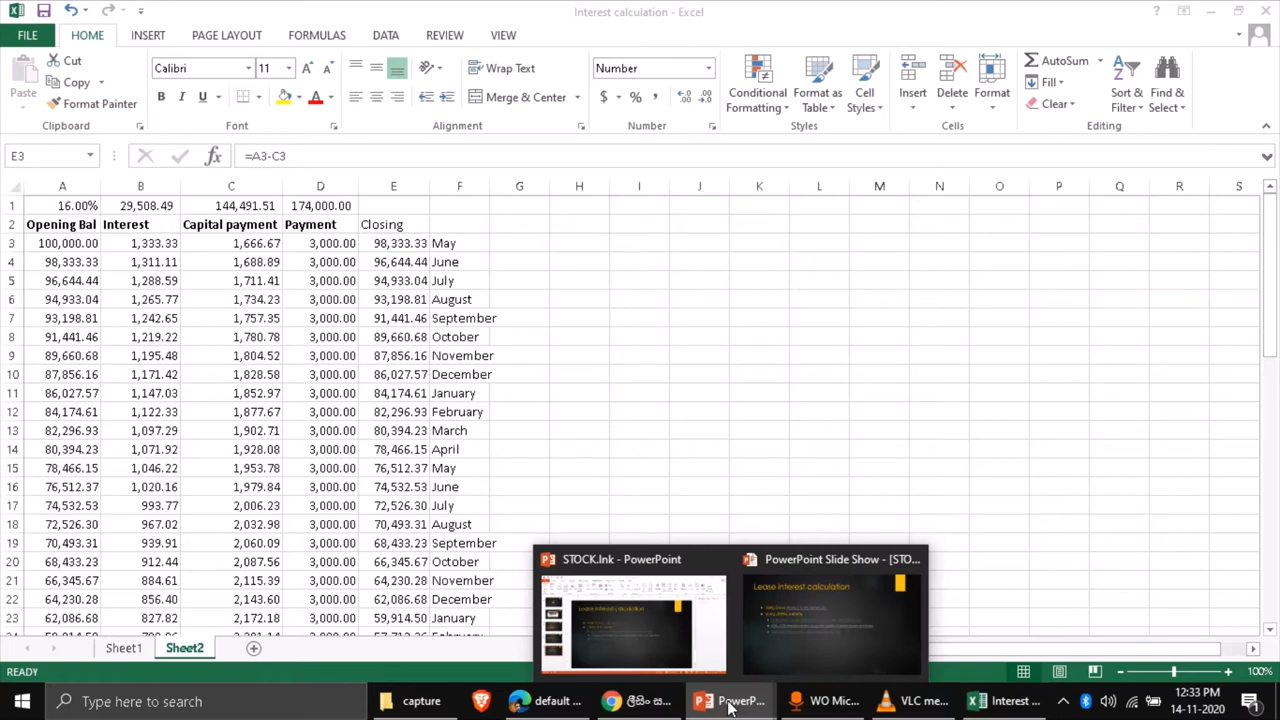 Interest calculation - Excel
FILE HOME INSERT PAGE LAYOUT FORMULAS DATA REVIEW VIEW
Paste Cut Copy Format Painter Clipboard
Calibri 11 B I U Font
Wrap Text Merge & Center Alignment
Number $ % Number
Conditional Formatting Format as Table Cell Styles Styles
Insert Delete Format Cells
AutoSum Fill Clear Sort & Filter Find & Select Editing
E3 fx =A3-C3
A B C D E F G H I J K L M N O P Q R S
1 16.00% 29,508.49 144,491.51 174,000.00
2 Opening Bal Interest Capital payment Payment Closing
3 100,000.00 1,333.33 1,666.67 3,000.00 98,333.33 May
4 98,333.33 1,311.11 1,688.89 3,000.00 96,644.44 June
5 96,644.44 1,288.59 1,711.41 3,000.00 94,933.04 July
6 94,933.04 1,265.77 1,734.23 3,000.00 93,198.81 August
7 93,198.81 1,242.65 1,757.35 3,000.00 91,441.46 September
8 91,441.46 1,219.22 1,780.78 3,000.00 89,660.68 October
9 89,660.68 1,195.48 1,804.52 3,000.00 87,856.16 November
10 87,856.16 1,171.42 1,828.58 3,000.00 86,027.57 December
11 86,027.57 1,147.03 1,852.97 3,000.00 84,174.61 January
12 84,174.61 1,122.33 1,877.67 3,000.00 82,296.93 February
13 82,296.93 1,097.29 1,902.71 3,000.00 80,394.23 March
14 80,394.23 1,071.92 1,928.08 3,000.00 78,466.15 April
15 78,466.15 1,046.22 1,953.78 3,000.00 76,512.37 May
16 76,512.37 1,020.16 1,979.84 3,000.00 74,532.53 June
17 74,532.53 993.77 2,006.23 3,000.00 72,526.30 July
18 72,526.30 967.02 2,032.98 3,000.00 70,493.31 August
19 70,493.31 939.91 2,060.09 3,000.00 68,433.23 September
20 68,433.23 912.44 2,087.56 3,000.00 66,345.67 October
21 66,345.67 884.61 2,115.39 3,000.00 64,230.28 November
22 64,230.28 856.40 2,143.60 3,000.00 62,086.68 December
23 62,086.68 827.82 2,172.18 3,000.00 59,914.50 January
STOCK.lnk - PowerPoint PowerPoint Slide Show - [STO...
Lease interest calculation Lease interest calculation
Sheet1 Sheet2
READY 100%
Type here to search capture default ... PowerP... WO Mic... VLC me... Interest ... 12:33 PM
14-11-2020